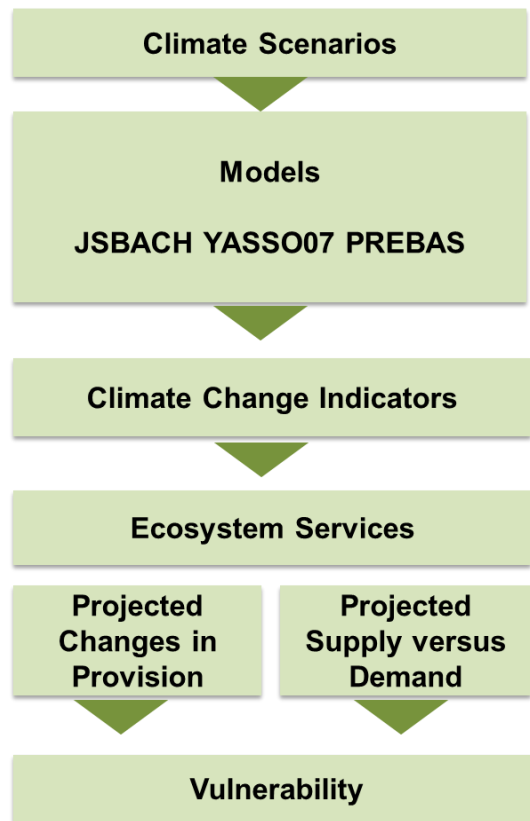 Climate Scenarios
Models
JSBACH YASSO07 PREBAS
Climate Change Indicators
Ecosystem Services
Projected
Changes in
Provision
Projected
Supply versus
Demand
Vulnerability